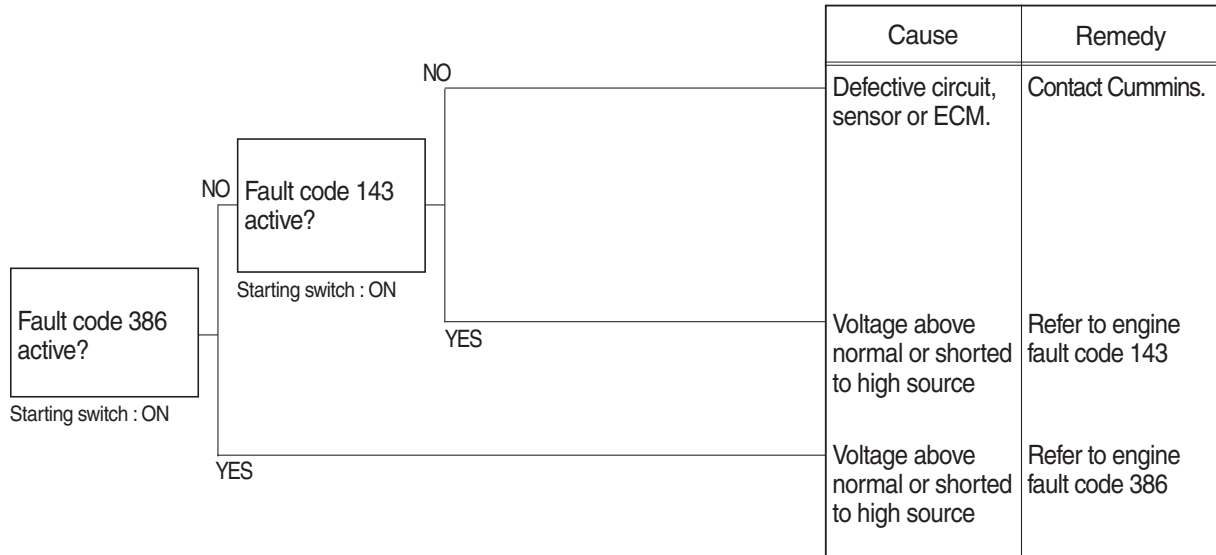 Cause
Remedy
NO
Defective circuit,
sensor or ECM.
Contact Cummins.
NO
Fault code 143
active?
Starting switch : ON
Fault code 386
active?
Starting switch : ON
YES
Voltage above
normal or shorted
to high source
Refer to engine
fault code 143
YES
Voltage above
normal or shorted
to high source
Refer to engine
fault code 386